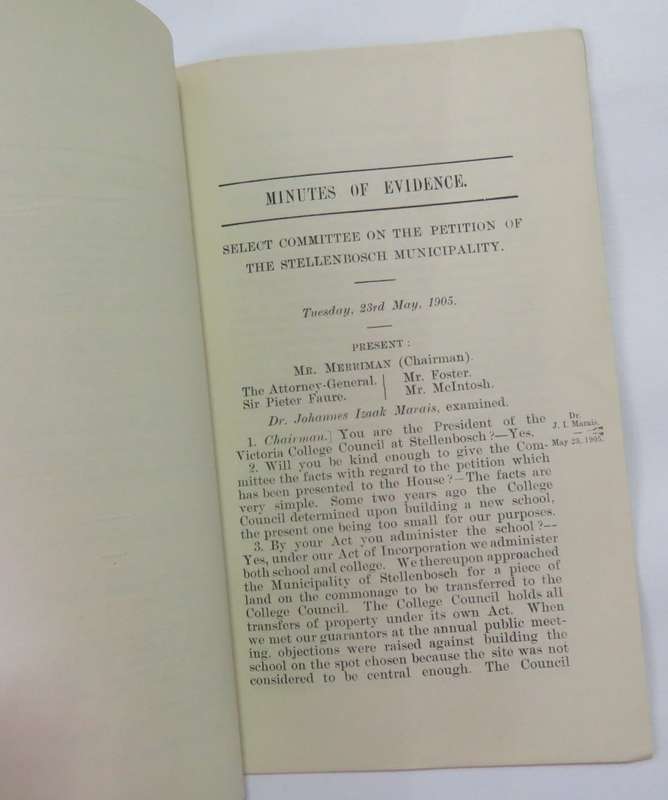 MINUTES OF EVIDENCE.
SELECT COMMITTEE ON THE PETITION OF
THE STELLENBOSCH MUNICIPALITY.
Tuesday, 23rd May, 1905.
PRESENT :
MR. MERRIMAN (Chairman).
The Attorney-General.
Sir Pieter Faure.
Mr. Foster.
Mr. McIntosh.
Dr. Johannes Izaak Marais, examined.
1. Chairman.] You are the President of the
Victoria College Council at Stellenbosch?—Yes.
Dr.
J. I. Marais.
May 23, 1905.
2. Will you be kind enough to give the Com-
mittee the facts with regard to the petition which
has been presented to the House?—The facts are
very simple. Some two years ago the College
Council determined upon building a new school,
the present one being too small for our purposes.
3. By your Act you administer the school?—
Yes, under our Act of Incorporation we administer
both school and college. We thereupon approached
the Municipality of Stellenbosch for a piece of
land on the commonage to be transferred to the
College Council. The College Council holds all
transfers of property under its own Act. When
we met our guarantors at the annual public meet-
ing, objections were raised against building the
school on the spot chosen because the site was not
considered to be central enough. The Council